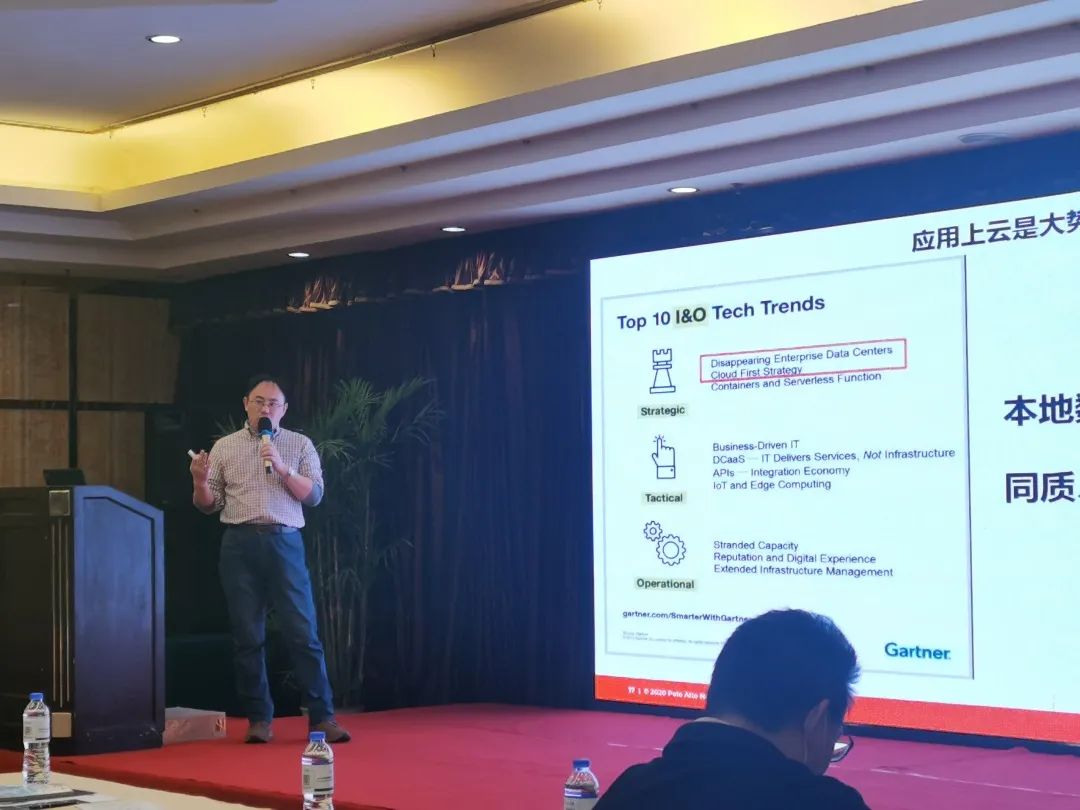 应用上云是大势
Top 10 I&O Tech Trends
Disappearing Enterprise Data Centers
Cloud First Strategy
Containers and Serverless Function
Strategic
Business-Driven IT
DCaaS — IT Delivers Services, Not Infrastructure
APIs — Integration Economy
IoT and Edge Computing
Tactical
Stranded Capacity
Reputation and Digital Experience
Extended Infrastructure Management
Operational
gartner.com/SmarterWithGartner
Gartner
本地
同质
© 2020 Palo Alto